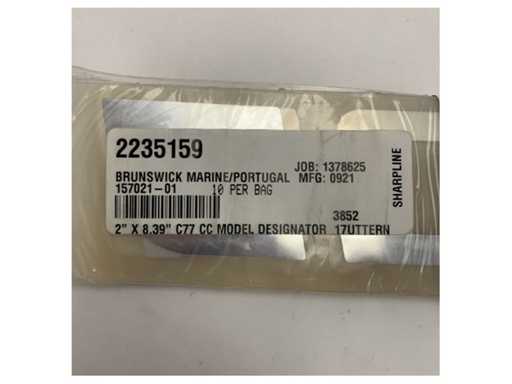 2235159
JOB: 1378625
BRUNSWICK MARINE/PORTUGAL MFG: 0921
157021-01 10 PER BAG
3852
2" X 8.39" C77 CC MODEL DESIGNATOR 17UTTERN
SHARPLINE